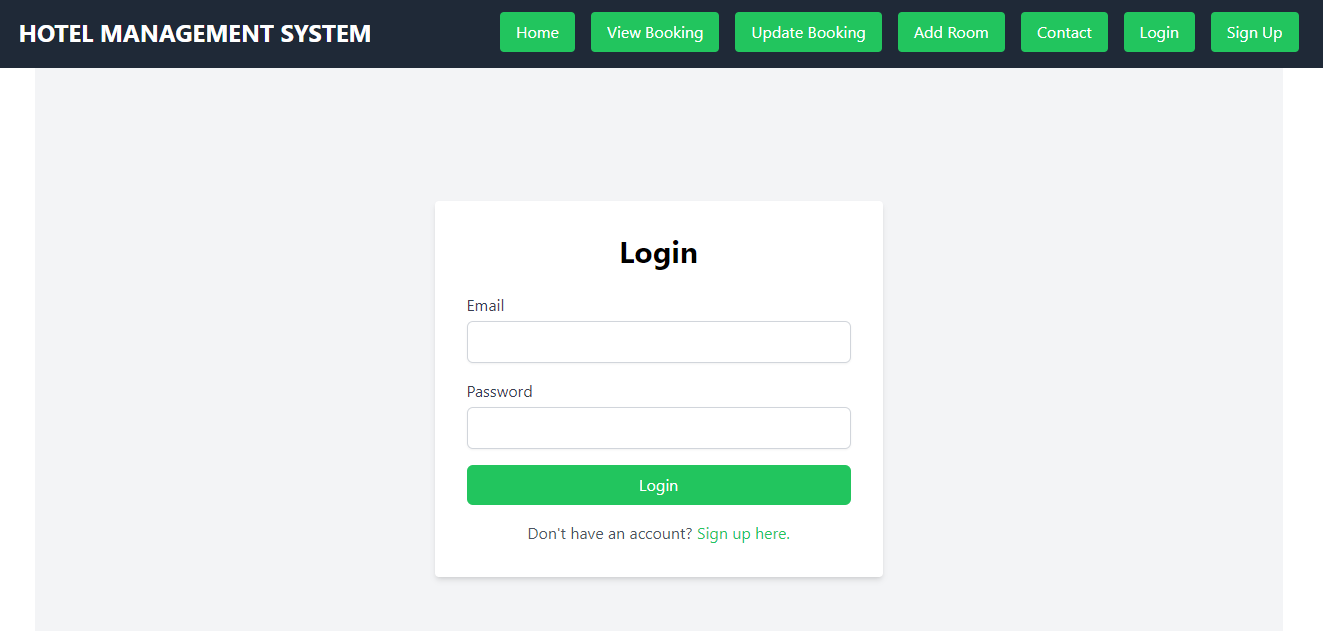 HOTEL MANAGEMENT SYSTEM Home View Booking Update Booking Add Room Contact Login Sign Up
Login
Email
Password
Login
Don't have an account? Sign up here.